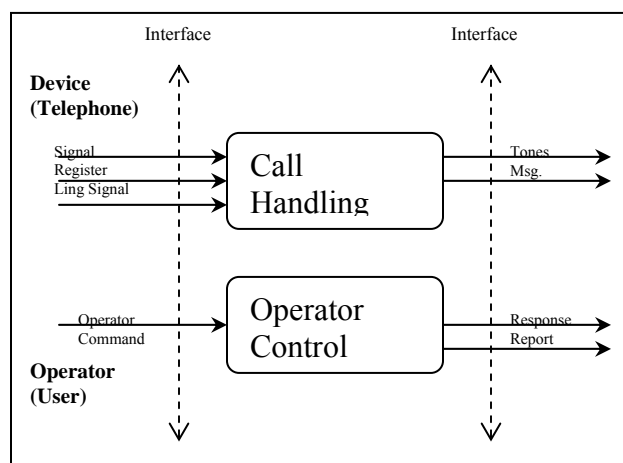 Interface
Interface
Device
(Telephone)
Signal
Register
Ling Signal
Call
Handling
Tones
Msg.
Operator
Command
Operator
Control
Response
Report
Operator
(User)